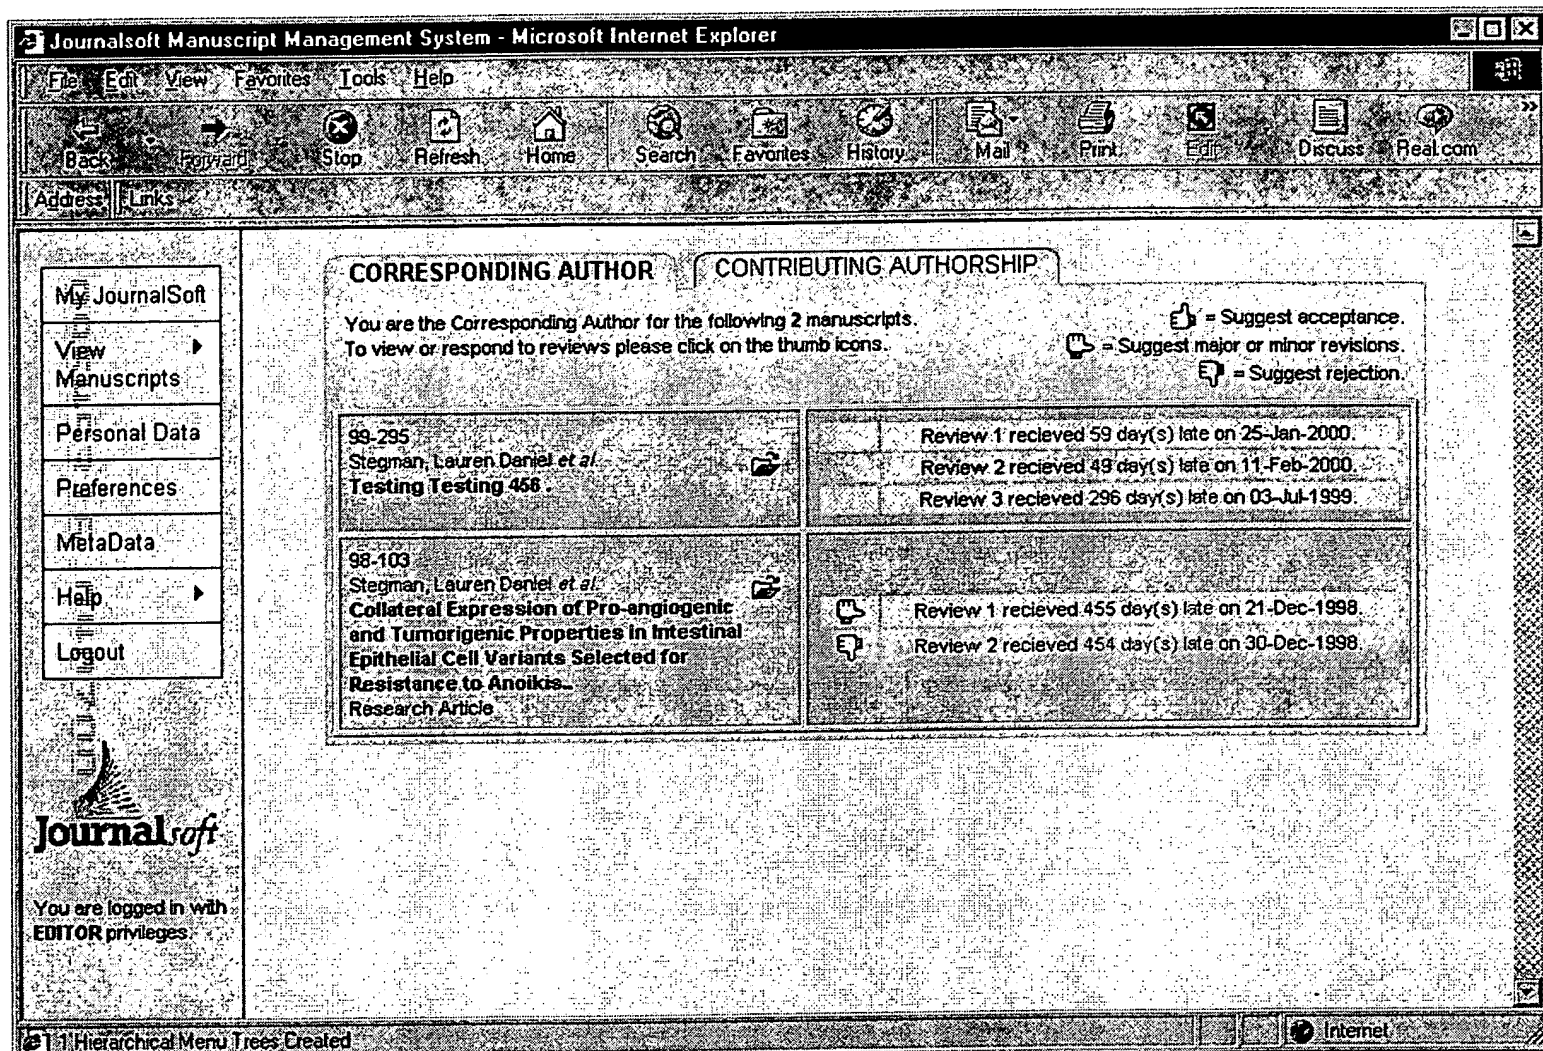 Journalsoft Manuscript Management System - Microsoft Internet Explorer
File Edit View Favorites Tools Help
Back Forward Stop Refresh Home Search Favorites History Mail Print Edit Discuss Real.com
Address Links
My JournalSoft
View
Manuscripts
Personal Data
Preferences
MetaData
Help
Logout
Journalsoft
You are logged in with
EDITOR privileges
CORRESPONDING AUTHOR
CONTRIBUTING AUTHORSHIP
You are the Corresponding Author for the following 2 manuscripts.
To view or respond to reviews please click on the thumb icons.
= Suggest acceptance.
= Suggest major or minor revisions.
= Suggest rejection.
99-295
Stegman, Lauren Daniel et al.
Testing Testing 456 .
Review 1 recieved 59 day(s) late on 25-Jan-2000.
Review 2 recieved 49 day(s) late on 11-Feb-2000.
Review 3 recieved 296 day(s) late on 03-Jul-1999.
98-103
Stegman, Lauren Daniel et al.
Collateral Expression of Pro-angiogenic
and Tumorigenic Properties in Intestinal
Epithelial Cell Variants Selected for
Resistance to Anoikis..
Research Article
Review 1 recieved 455 day(s) late on 21-Dec-1998.
Review 2 recieved 454 day(s) late on 30-Dec-1998.
1 Hierarchical Menu Trees Created
Internet